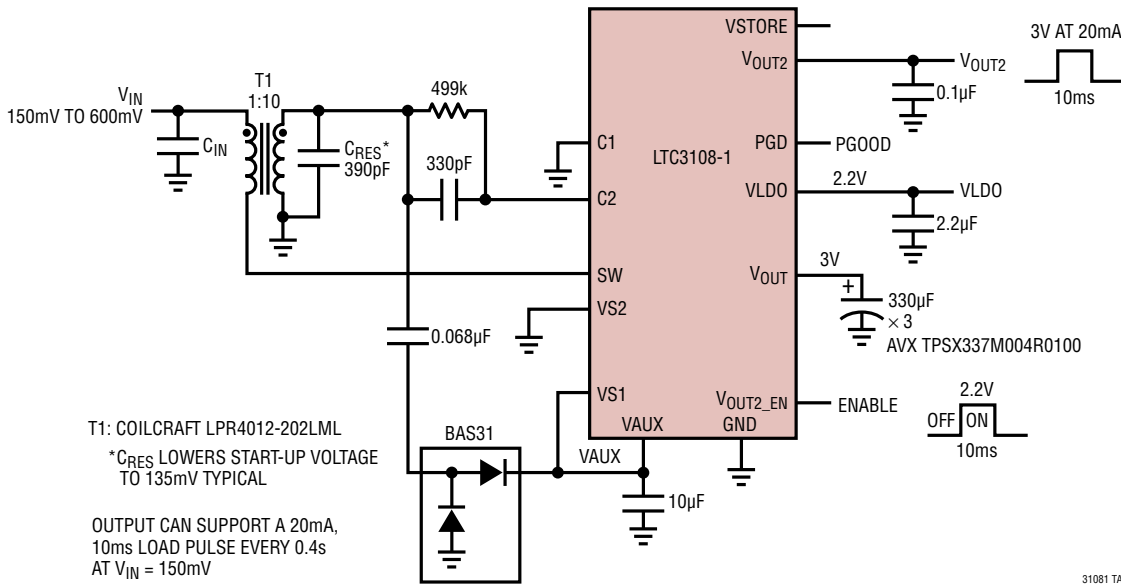 VSTORE
3V AT 20mA
10ms
VOUT2
VOUT2
0.1µF
VIN
150mV TO 600mV
CIN
T1
1:10
CRES*
390pF
499k
330pF
C1
C2
SW
VS2
VS1
LTC3108-1
PGD
PGOOD
VLDO
2.2V
VLDO
2.2µF
VOUT
3V
+
330µF
× 3
AVX TPSX337M004R0100
VOUT2_EN
ENABLE
2.2V
OFF
ON
10ms
VAUX
GND
0.068µF
BAS31
VAUX
10µF
T1: COILCRAFT LPR4012-202LML
*CRES LOWERS START-UP VOLTAGE
TO 135mV TYPICAL
OUTPUT CAN SUPPORT A 20mA,
10ms LOAD PULSE EVERY 0.4s
AT VIN = 150mV